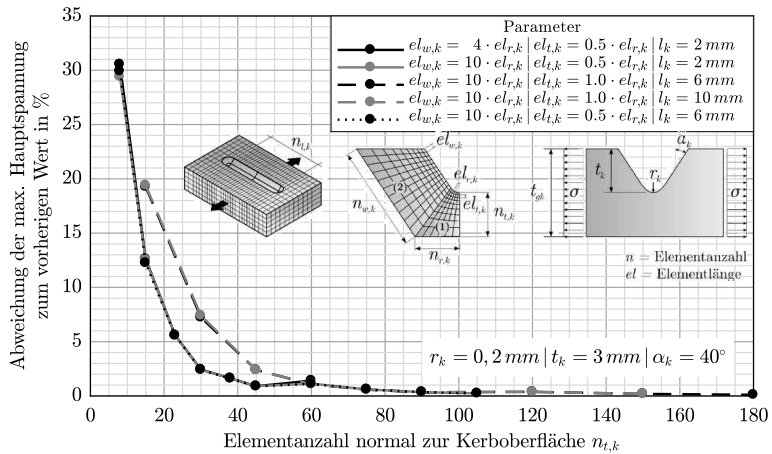 Abweichung der max. Hauptspannung
zum vorherigen Wert in %
35
30
25
20
15
10
5
0
Parameter
el_{w,k} = 4 · el_{r,k} | el_{t,k} = 0.5 · el_{r,k} | l_k = 2 mm
el_{w,k} = 10 · el_{r,k} | el_{t,k} = 0.5 · el_{r,k} | l_k = 2 mm
el_{w,k} = 10 · el_{r,k} | el_{t,k} = 1.0 · el_{r,k} | l_k = 6 mm
el_{w,k} = 10 · el_{r,k} | el_{t,k} = 1.0 · el_{r,k} | l_k = 10 mm
el_{w,k} = 10 · el_{r,k} | el_{t,k} = 0.5 · el_{r,k} | l_k = 6 mm
n_{l,k}
el_{w,k}
el_{r,k}
el_{t,k}
(2)
(1)
n_{w,k}
n_{t,k}
n_{r,k}
a_k
t_k
r_k
t_{gk}
σ
σ
n = Elementanzahl
el = Elementlänge
r_k = 0,2 mm | t_k = 3 mm | α_k = 40°
0 20 40 60 80 100 120 140 160 180
Elementanzahl normal zur Kerboberfläche n_{t,k}